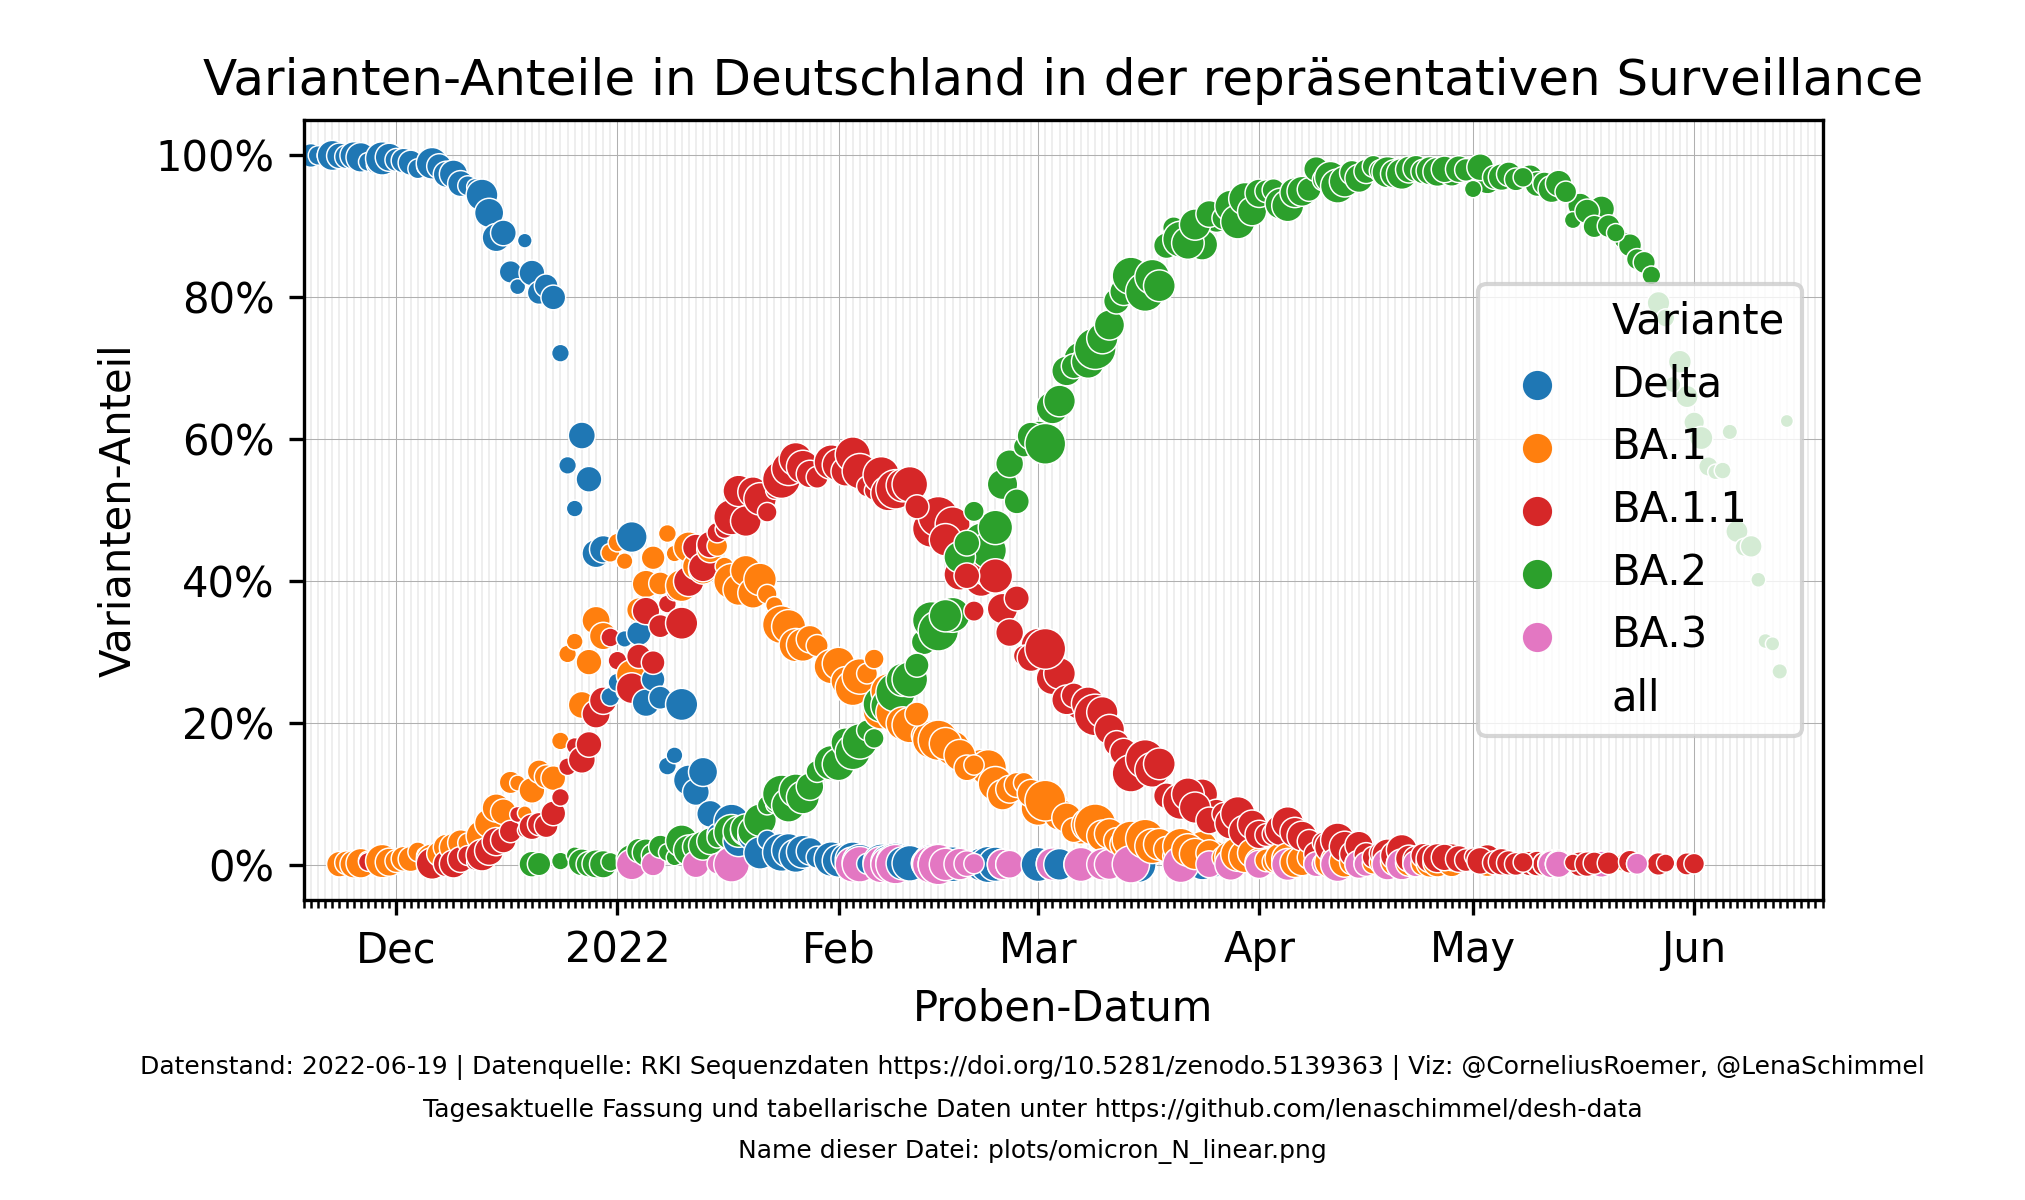 Varianten-Anteile in Deutschland in der repräsentativen Surveillance
100%
80%
60%
40%
20%
0%
Varianten-Anteil
Variante
Delta
BA.1
BA.1.1
BA.2
BA.3
all
Dec
2022
Feb
Mar
Apr
May
Jun
Proben-Datum
Datenstand: 2022-06-19 | Datenquelle: RKI Sequenzdaten https://doi.org/10.5281/zenodo.5139363 | Viz: @CorneliusRoemer, @LenaSchimmel
Tagesaktuelle Fassung und tabellarische Daten unter https://github.com/lenaschimmel/desh-data
Name dieser Datei: plots/omicron_N_linear.png